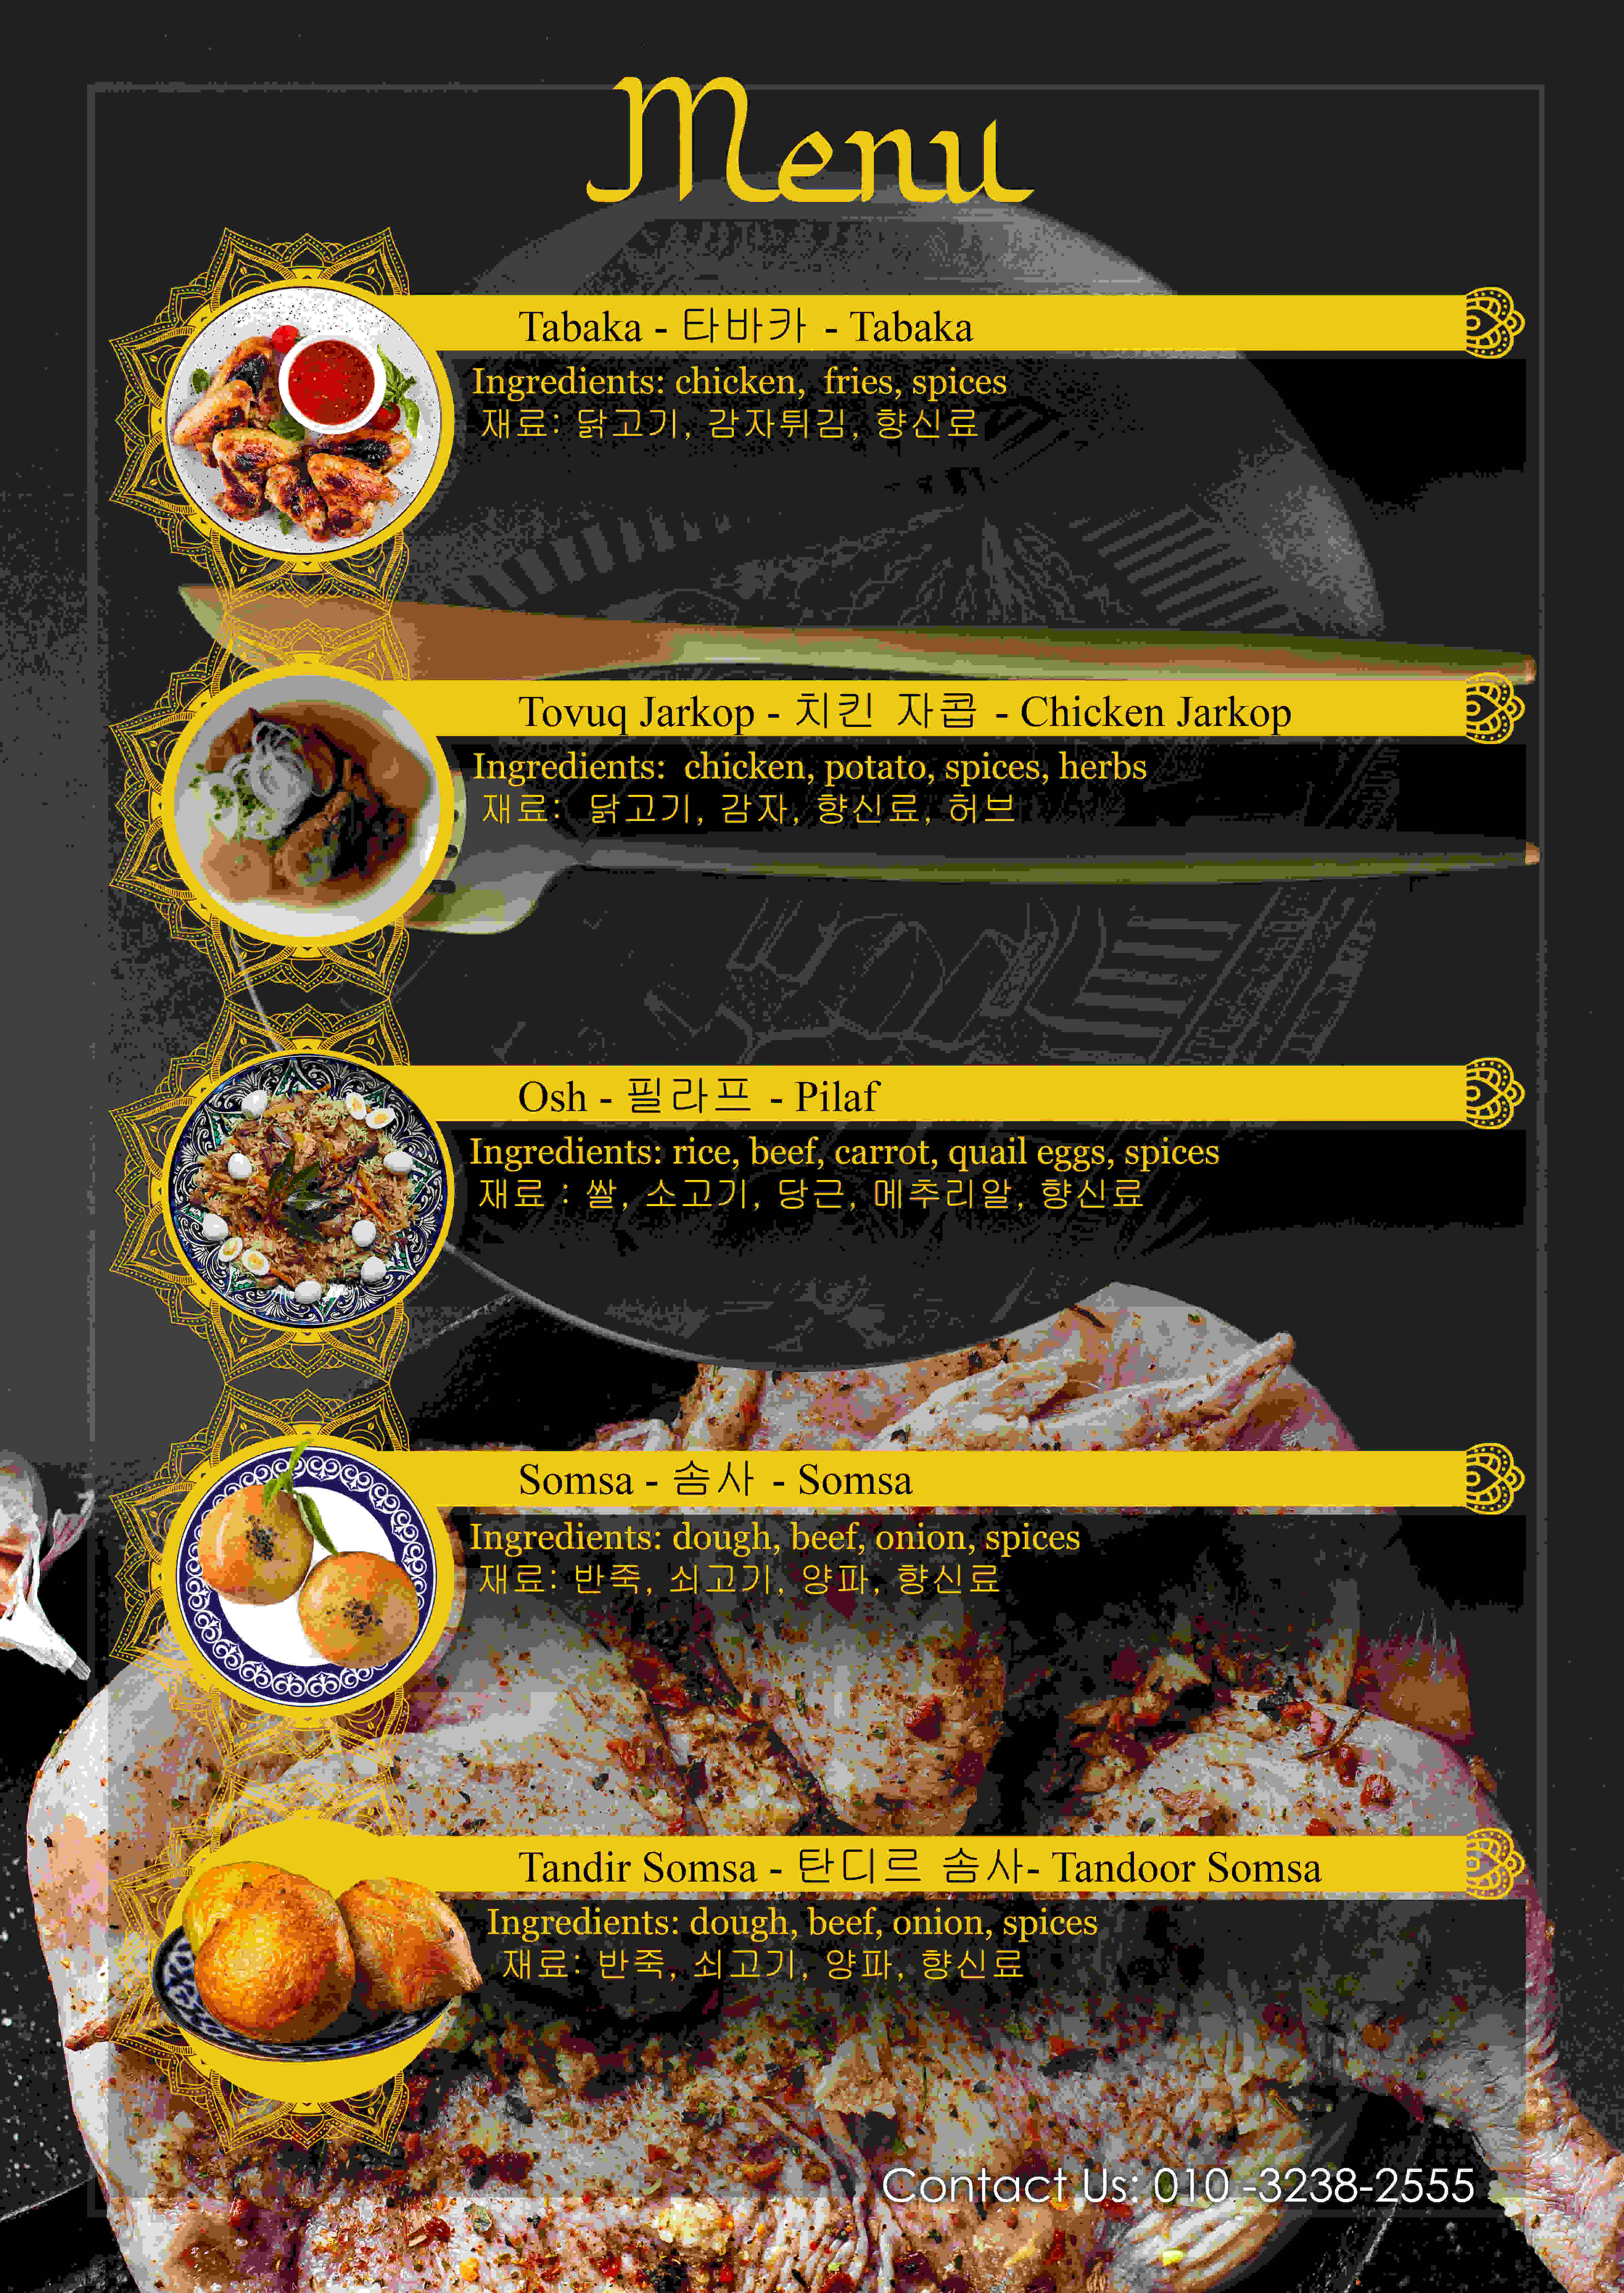 Menu
Tabaka - 타바카 - Tabaka
Ingredients: chicken, fries, spices
재료: 닭고기, 감자튀김, 향신료
Tovuq Jarkop - 치킨 자콥 - Chicken Jarkop
Ingredients: chicken, potato, spices, herbs
재료: 닭고기, 감자, 향신료, 허브
Osh - 필라프 - Pilaf
Ingredients: rice, beef, carrot, quail eggs, spices
재료 : 쌀, 소고기, 당근, 메추리알, 향신료
Somsa - 솜사 - Somsa
Ingredients: dough, beef, onion, spices
재료: 반죽, 쇠고기, 양파, 향신료
Tandir Somsa - 탄디르 솜사- Tandoor Somsa
Ingredients: dough, beef, onion, spices
재료: 반죽, 쇠고기, 양파, 향신료
Contact Us: 010 -3238-2555